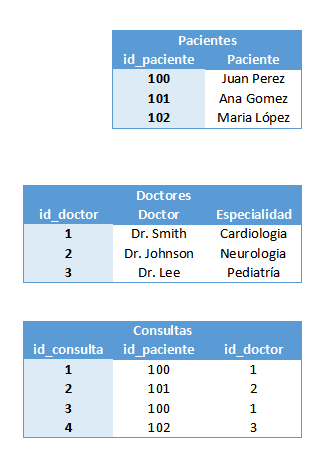 Pacientes
id_paciente Paciente
100 Juan Perez
101 Ana Gomez
102 Maria López
Doctores
id_doctor Doctor Especialidad
1 Dr. Smith Cardiologia
2 Dr. Johnson Neurologia
3 Dr. Lee Pediatría
Consultas
id_consulta id_paciente id_doctor
1 100 1
2 101 2
3 100 1
4 102 3